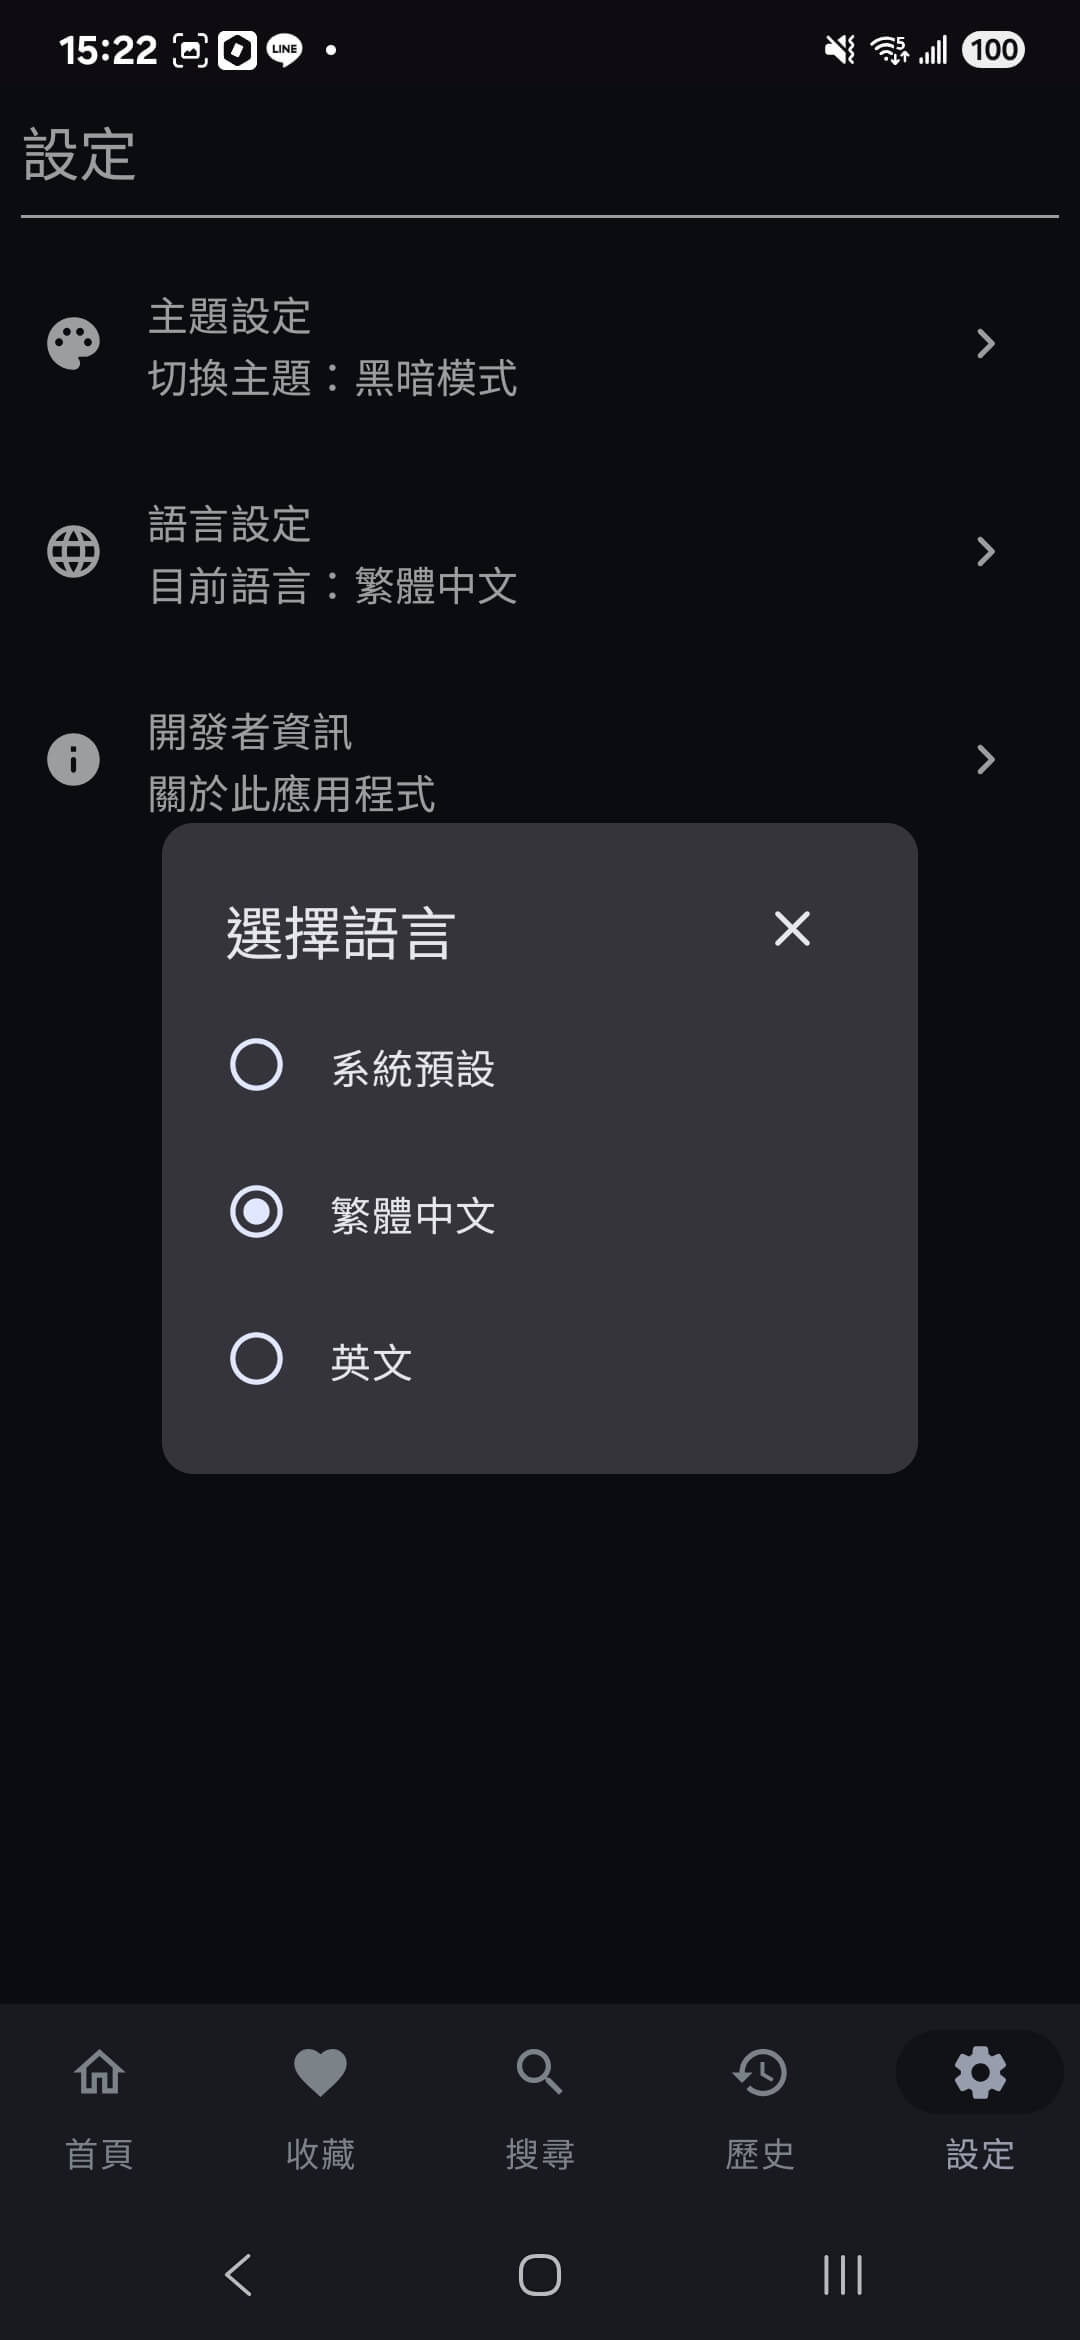 15:22
LINE
5
100
設定
主題設定
切換主題：黑暗模式
語言設定
目前語言：繁體中文
開發者資訊
關於此應用程式
選擇語言
系統預設
繁體中文
英文
首頁
收藏
搜尋
歷史
設定